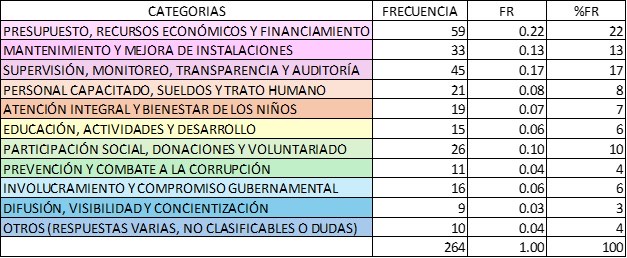 CATEGORIAS FRECUENCIA FR %FR
PRESUPUESTO, RECURSOS ECONÓMICOS Y FINANCIAMIENTO 59 0.22 22
MANTENIMIENTO Y MEJORA DE INSTALACIONES 33 0.13 13
SUPERVISIÓN, MONITOREO, TRANSPARENCIA Y AUDITORÍA 45 0.17 17
PERSONAL CAPACITADO, SUELDOS Y TRATO HUMANO 21 0.08 8
ATENCIÓN INTEGRAL Y BIENESTAR DE LOS NIÑOS 19 0.07 7
EDUCACIÓN, ACTIVIDADES Y DESARROLLO 15 0.06 6
PARTICIPACIÓN SOCIAL, DONACIONES Y VOLUNTARIADO 26 0.10 10
PREVENCIÓN Y COMBATE A LA CORRUPCIÓN 11 0.04 4
INVOLUCRAMIENTO Y COMPROMISO GUBERNAMENTAL 16 0.06 6
DIFUSIÓN, VISIBILIDAD Y CONCIENTIZACIÓN 9 0.03 3
OTROS (RESPUESTAS VARIAS, NO CLASIFICABLES O DUDAS) 10 0.04 4
264 1.00 100